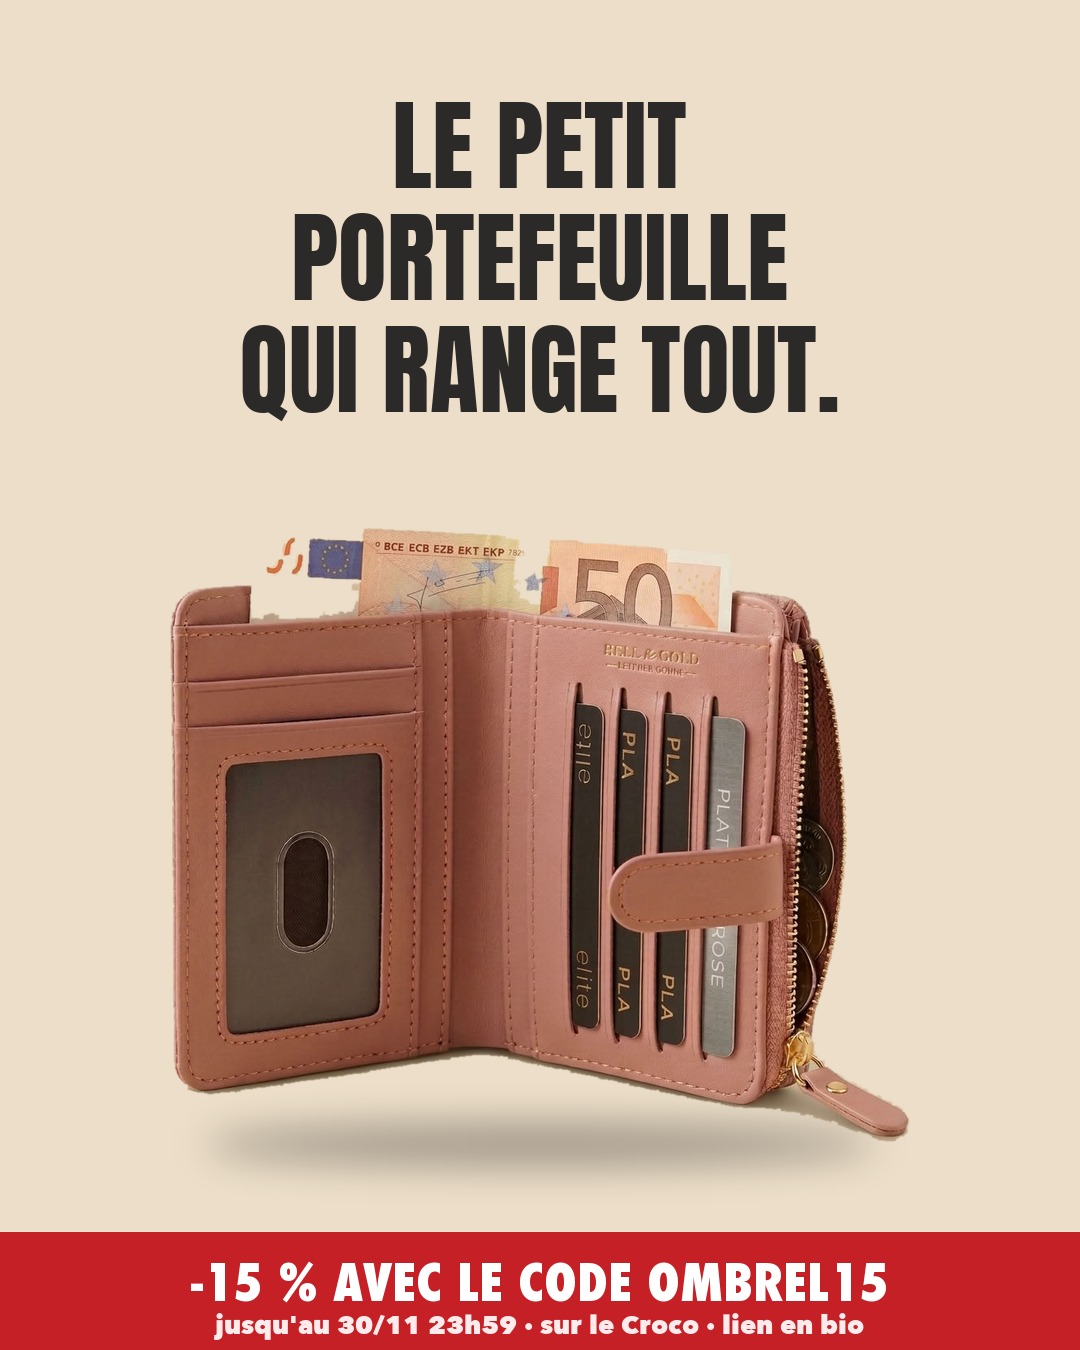 LE PETIT
PORTEFEUILLE
QUI RANGE TOUT.
BCE ECB EZB EKT EKP
50
HELL & GOLD
elite
PLA
PLA
PLAT
ROSE
elite
PLA
PLA
-15 % AVEC LE CODE OMBREL15
jusqu'au 30/11 23h59 · sur le Croco · lien en bio